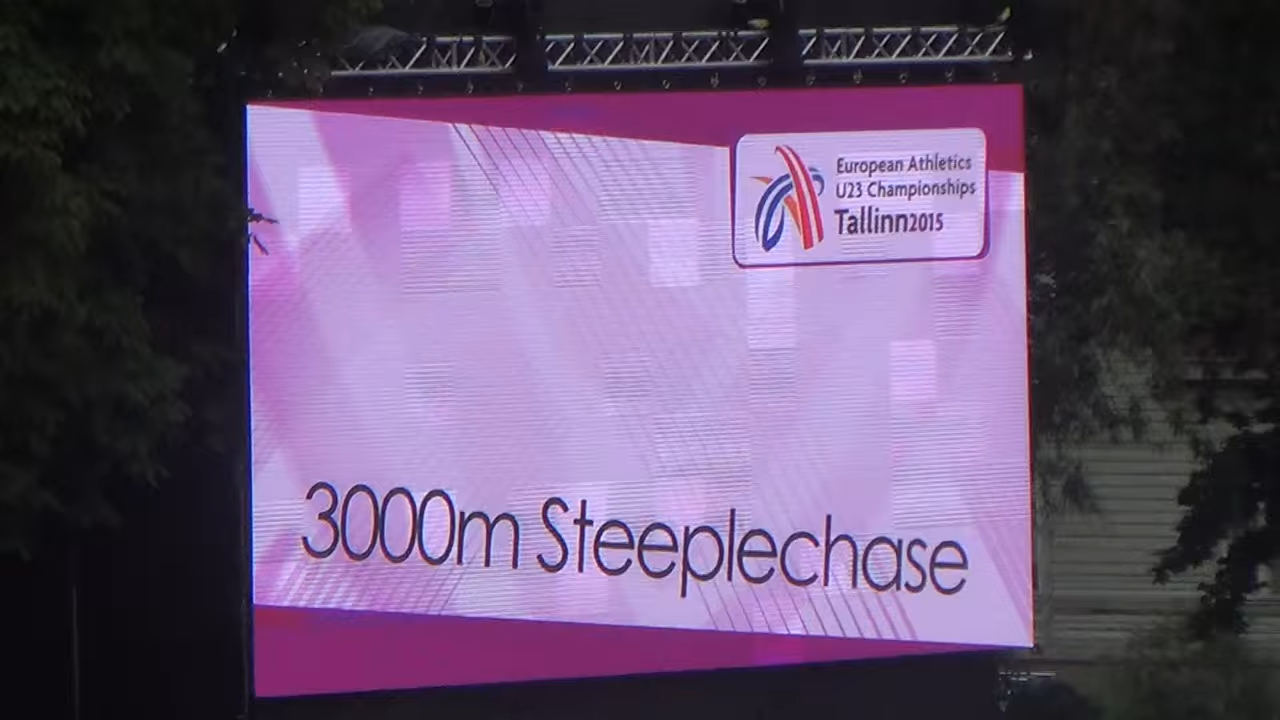 European Athletics
U23 Championships
Tallinn2015
3000m Steeplechase